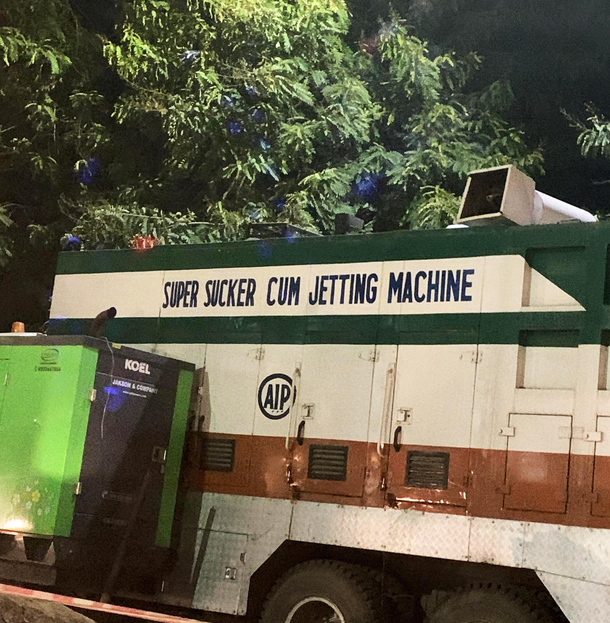 SUPER SUCKER CUM JETTING MACHINE
KOEL
JAKSON & COMPANY
AIP